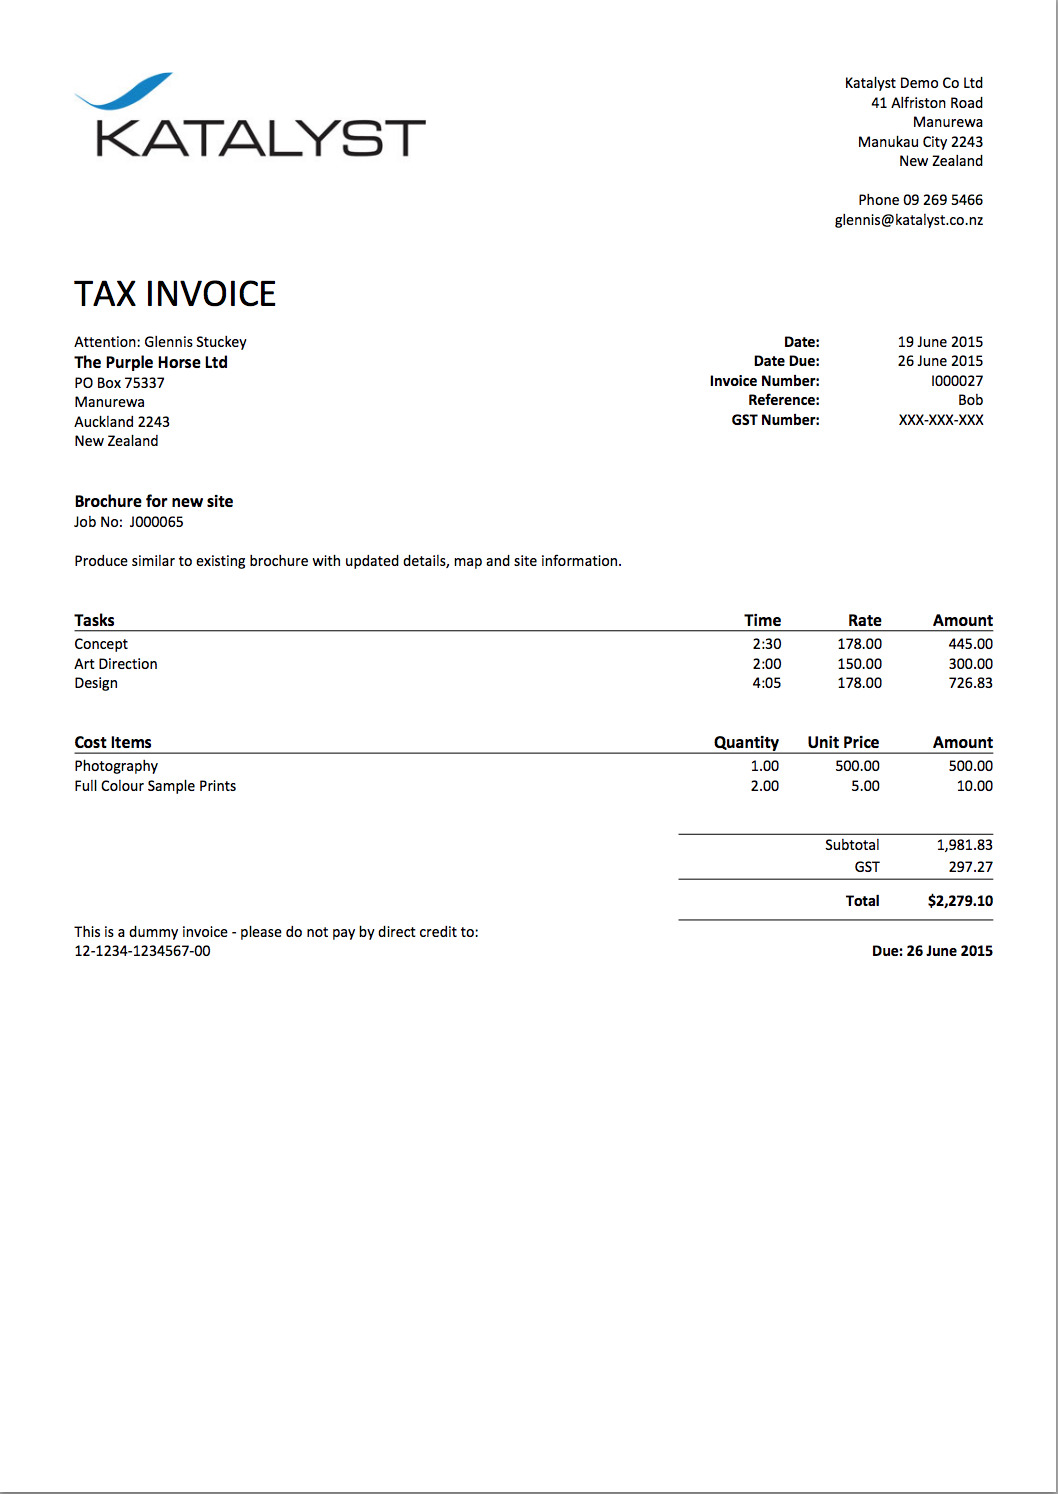 KATALYST
Katalyst Demo Co Ltd
41 Alfriston Road
Manurewa
Manukau City 2243
New Zealand
Phone 09 269 5466
glennis@katalyst.co.nz
TAX INVOICE
Attention: Glennis Stuckey
The Purple Horse Ltd
PO Box 75337
Manurewa
Auckland 2243
New Zealand
Date: 19 June 2015
Date Due: 26 June 2015
Invoice Number: I000027
Reference: Bob
GST Number: XXX-XXX-XXX
Brochure for new site
Job No: J000065
Produce similar to existing brochure with updated details, map and site information.
Tasks Time Rate Amount
Concept 2:30 178.00 445.00
Art Direction 2:00 150.00 300.00
Design 4:05 178.00 726.83
Cost Items Quantity Unit Price Amount
Photography 1.00 500.00 500.00
Full Colour Sample Prints 2.00 5.00 10.00
Subtotal 1,981.83
GST 297.27
Total $2,279.10
This is a dummy invoice - please do not pay by direct credit to:
12-1234-1234567-00
Due: 26 June 2015